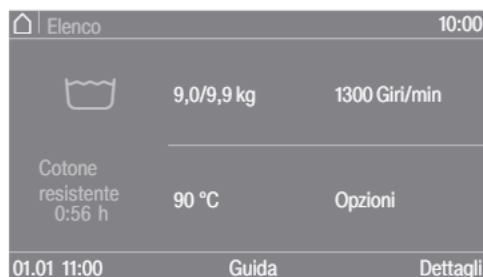 Elenco 10:00
9,0/9,9 kg 1300 Giri/min
Cotone
resistente
0:56 h
90 °C Opzioni
01.01 11:00 Guida Dettagli